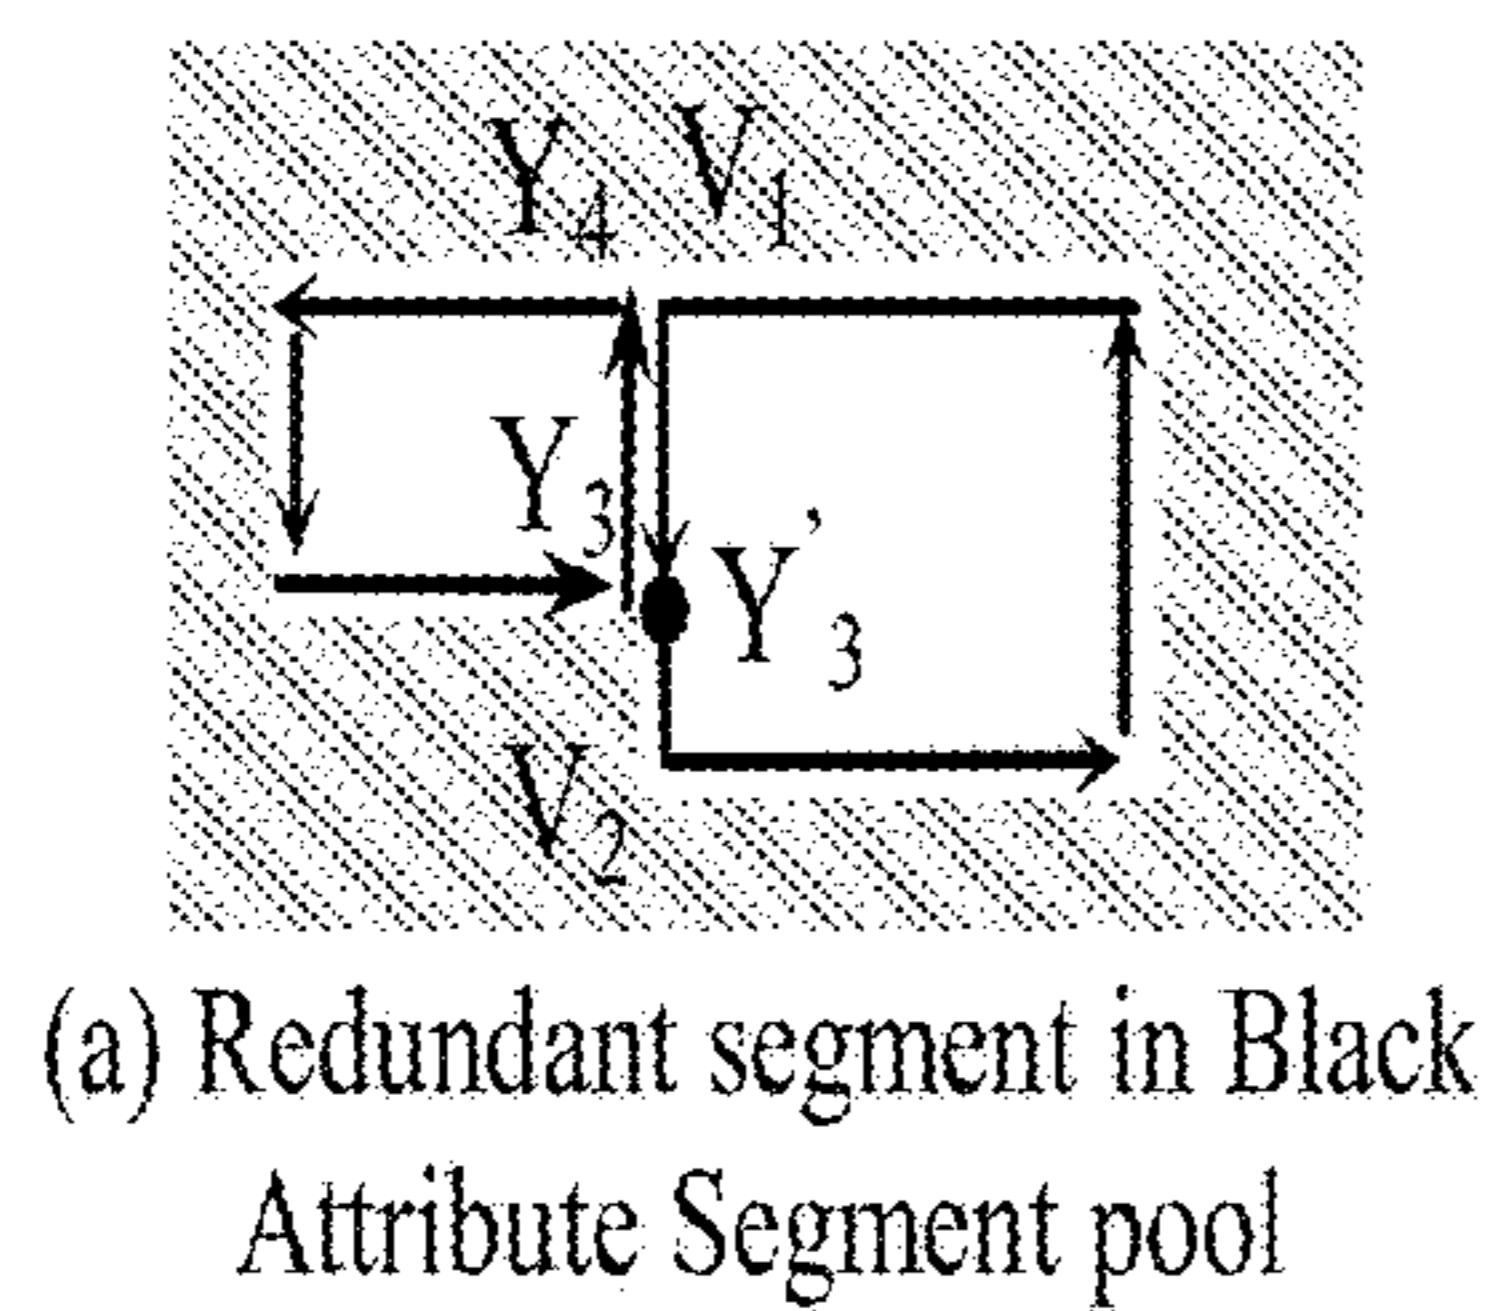 Y4 V1
Y3
Y'3
V2
(a) Redundant segment in Black
Attribute Segment pool